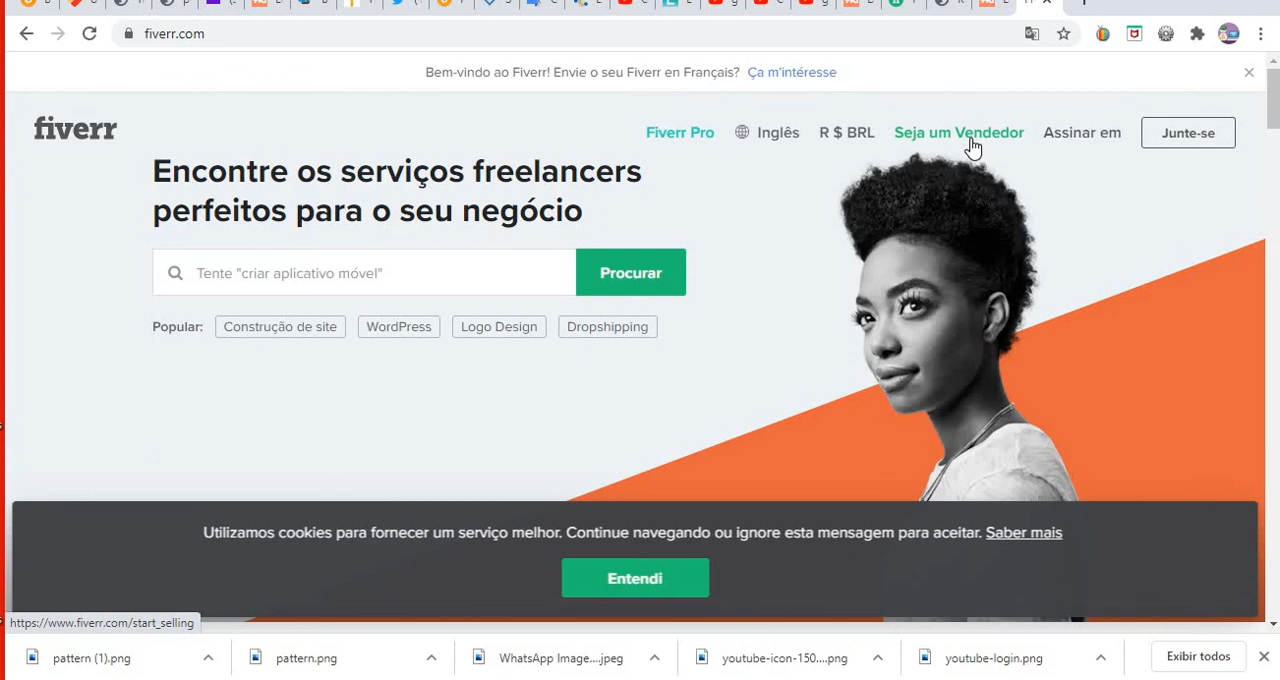 fiverr.com
Bem-vindo ao Fiverr! Envie o seu Fiverr en Français? Ça m'intéresse
fiverr
Fiverr Pro Inglês R $ BRL Seja um Vendedor Assinar em Junte-se
Encontre os serviços freelancers
perfeitos para o seu negócio
Tente "criar aplicativo móvel" Procurar
Popular: Construção de site WordPress Logo Design Dropshipping
Utilizamos cookies para fornecer um serviço melhor. Continue navegando ou ignore esta mensagem para aceitar. Saber mais
Entendi
https://www.fiverr.com/start_selling
pattern (1).png pattern.png WhatsApp Image....jpeg youtube-icon-150....png youtube-login.png Exibir todos